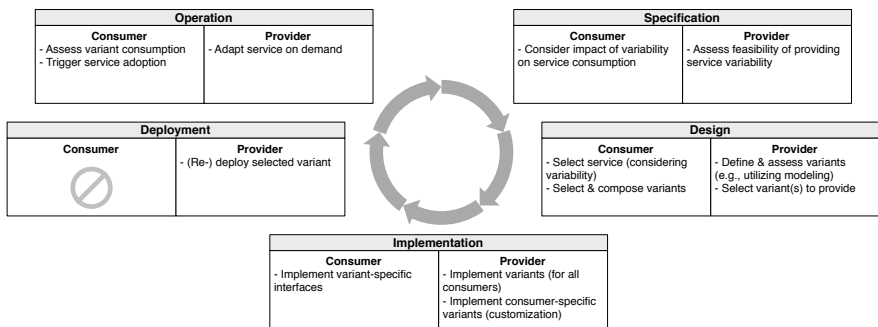 Operation
Consumer
- Assess variant consumption
- Trigger service adoption
Provider
- Adapt service on demand
Specification
Consumer
- Consider impact of variability
on service consumption
Provider
- Assess feasibility of providing
service variability
Deployment
Consumer
Provider
- (Re-) deploy selected variant
Design
Consumer
- Select service (considering
variability)
- Select & compose variants
Provider
- Define & assess variants
(e.g., utilizing modeling)
- Select variant(s) to provide
Implementation
Consumer
- Implement variant-specific
interfaces
Provider
- Implement variants (for all
consumers)
- Implement consumer-specific
variants (customization)